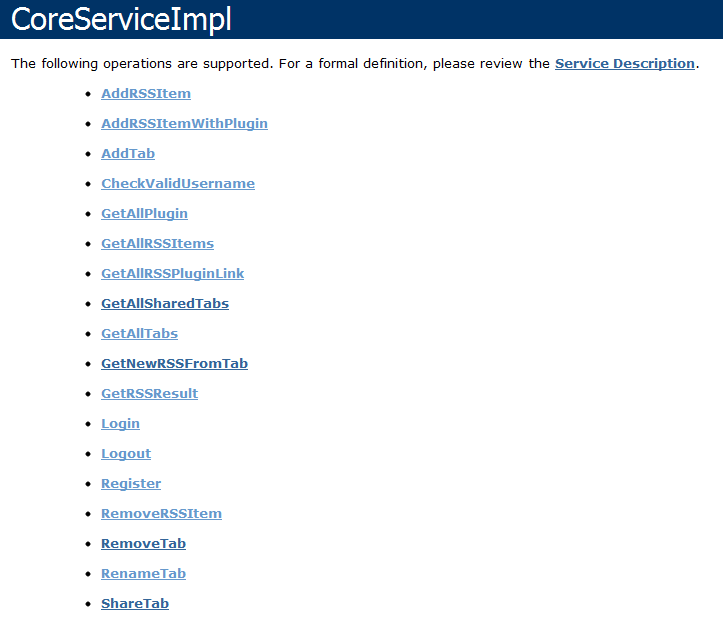 CoreServiceImpl
The following operations are supported. For a formal definition, please review the Service Description.
AddRSSItem
AddRSSItemWithPlugin
AddTab
CheckValidUsername
GetAllPlugin
GetAllRSSItems
GetAllRSSPluginLink
GetAllSharedTabs
GetAllTabs
GetNewRSSFromTab
GetRSSResult
Login
Logout
Register
RemoveRSSItem
RemoveTab
RenameTab
ShareTab